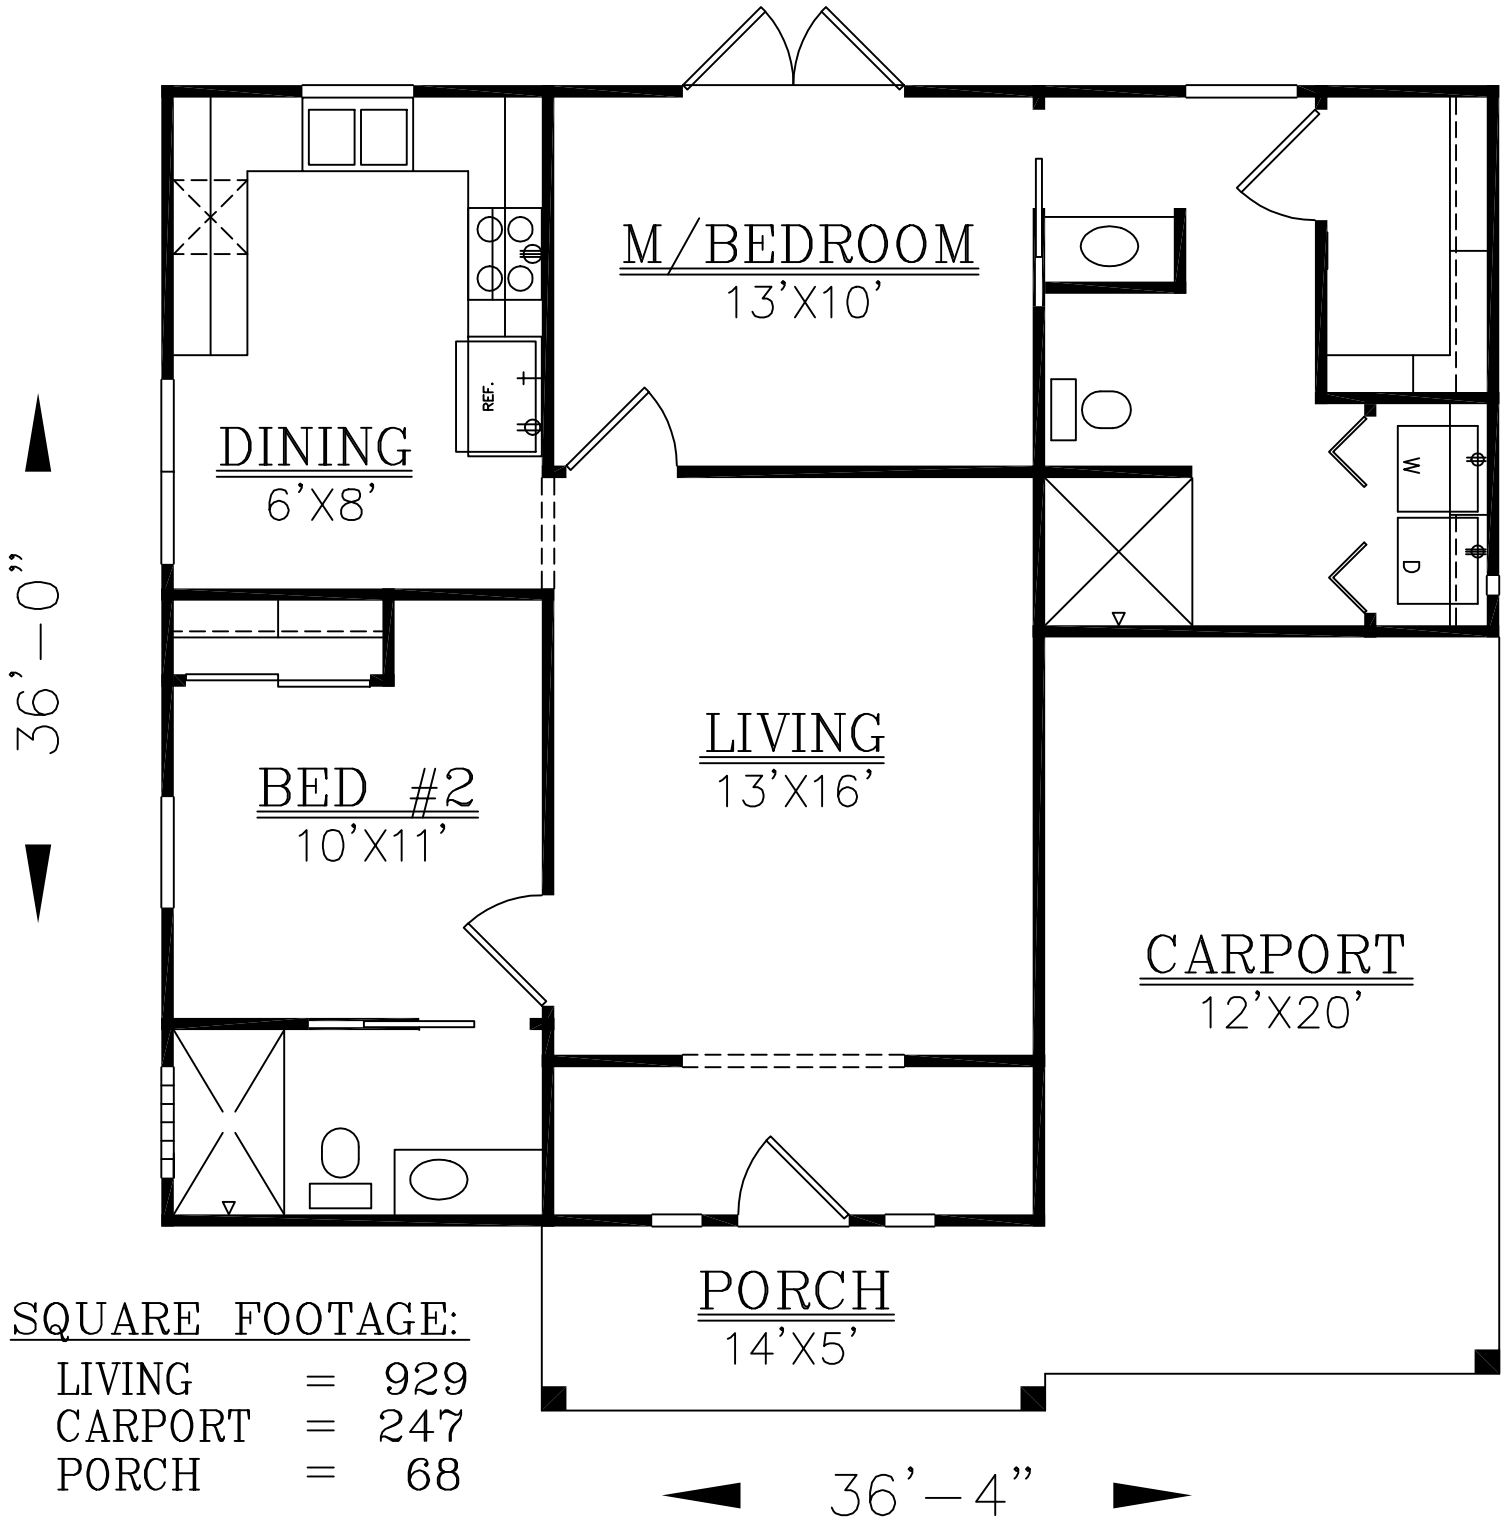 M/BEDROOM
13'X10'
REF.
DINING
6'X8'
W
D
36'-0"
LIVING
13'X16'
BED #2
10'X11'
CARPORT
12'X20'
PORCH
14'X5'
SQUARE FOOTAGE:
LIVING = 929
CARPORT = 247
PORCH = 68
36'-4"